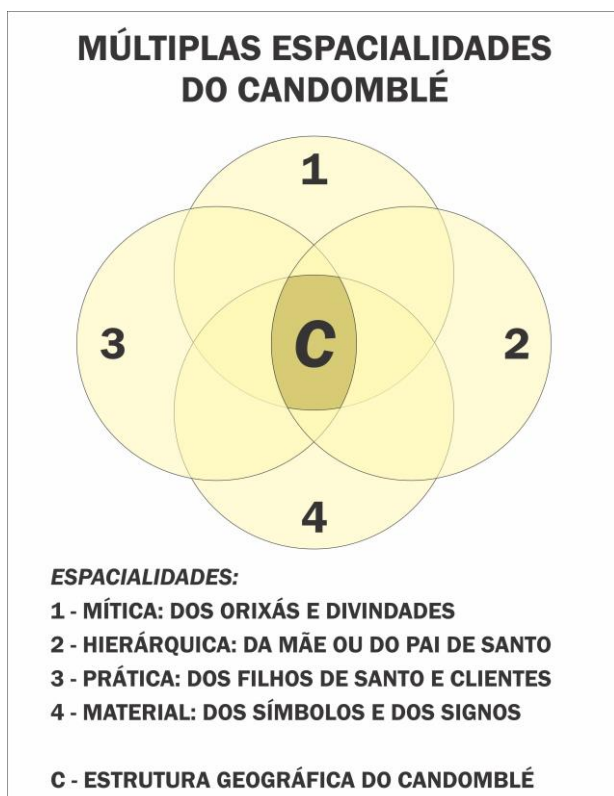 MÚLTIPLAS ESPACIALIDADES
DO CANDOMBLÉ
1
3
C
2
4
ESPACIALIDADES:
1 - MÍTICA: DOS ORIXÁS E DIVINDADES
2 - HIERÁRQUICA: DA MÃE OU DO PAI DE SANTO
3 - PRÁTICA: DOS FILHOS DE SANTO E CLIENTES
4 - MATERIAL: DOS SÍMBOLOS E DOS SIGNOS
C - ESTRUTURA GEOGRÁFICA DO CANDOMBLÉ